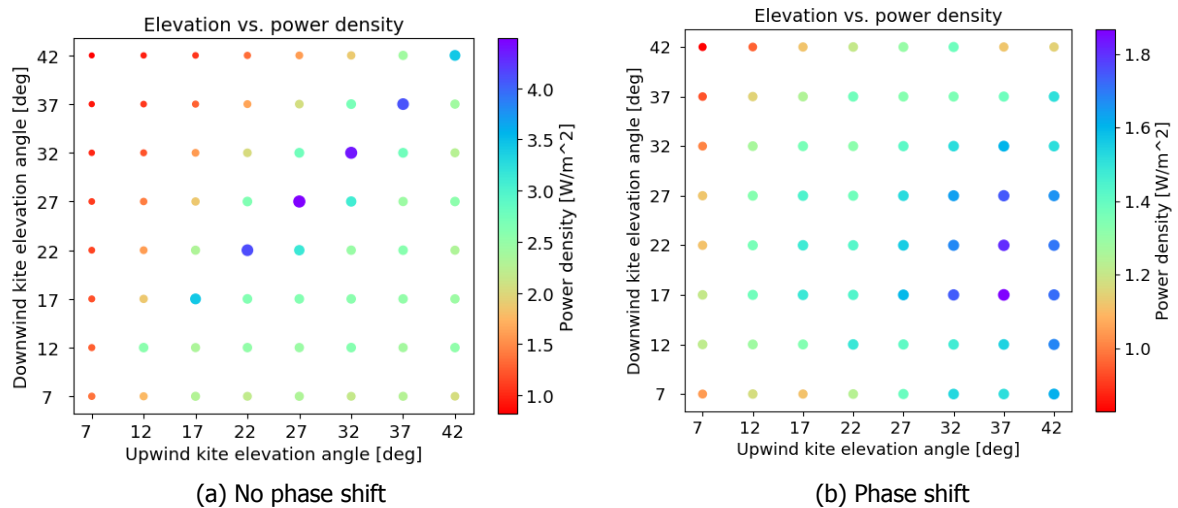 Elevation vs. power density
42
37
32
27
22
17
12
7
7 12 17 22 27 32 37 42
Downwind kite elevation angle [deg]
Upwind kite elevation angle [deg]
4.0
3.5
3.0
2.5
2.0
1.5
1.0
Power density [W/m^2]
(a) No phase shift
Elevation vs. power density
42
37
32
27
22
17
12
7
7 12 17 22 27 32 37 42
Downwind kite elevation angle [deg]
Upwind kite elevation angle [deg]
1.8
1.6
1.4
1.2
1.0
Power density [W/m^2]
(b) Phase shift